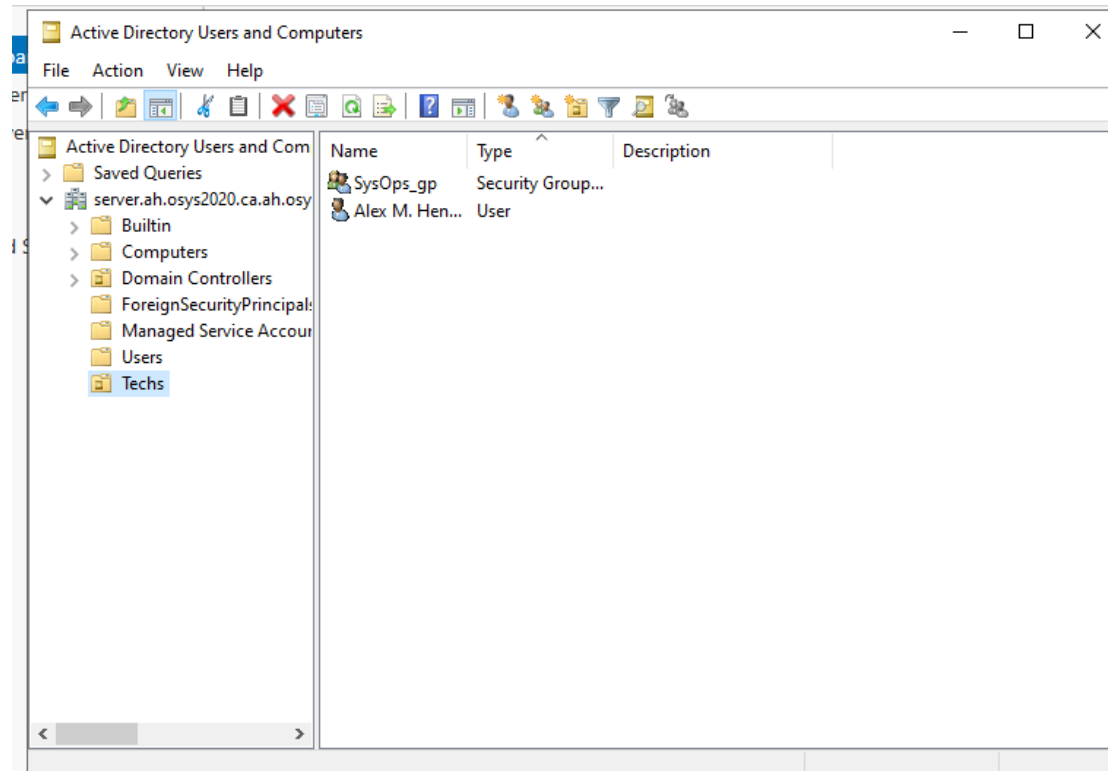 Active Directory Users and Computers
File Action View Help
Active Directory Users and Com
Name Type Description
Saved Queries
SysOps_gp Security Group...
server.ah.osys2020.ca.ah.osy
Alex M. Hen... User
Builtin
Computers
Domain Controllers
ForeignSecurityPrincipals
Managed Service Accour
Users
Techs